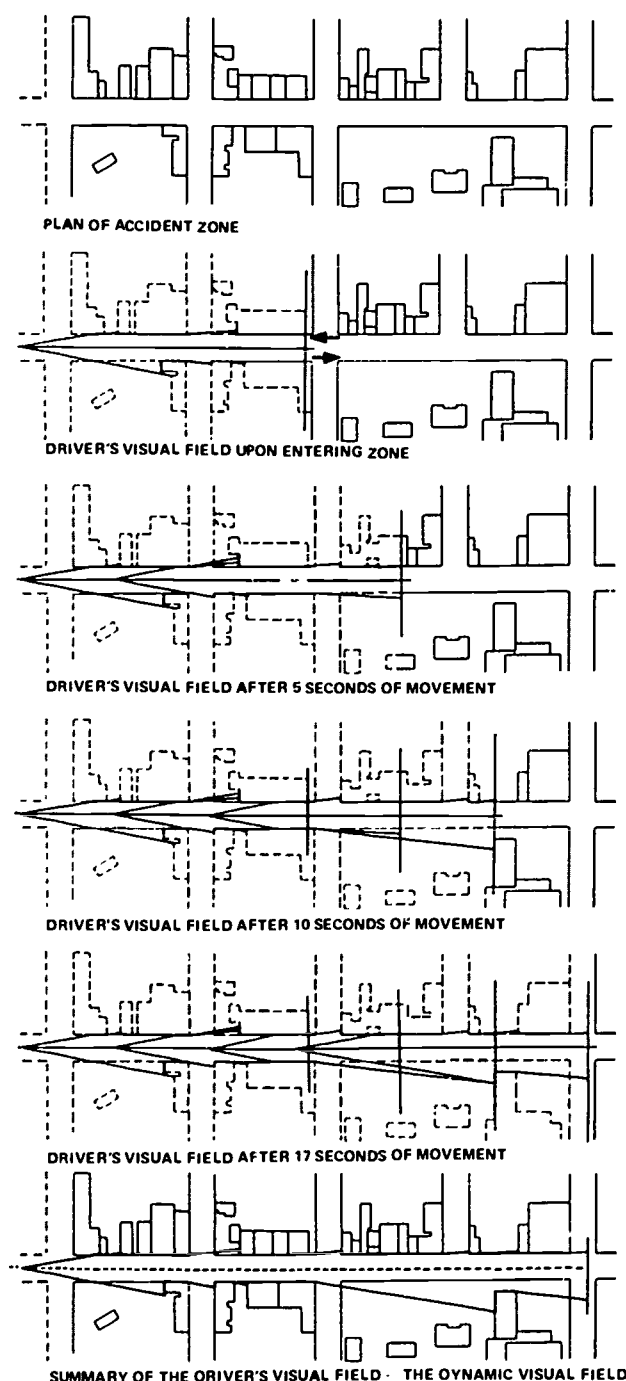 PLAN OF ACCIDENT ZONE
DRIVER'S VISUAL FIELD UPON ENTERING ZONE
DRIVER'S VISUAL FIELD AFTER 5 SECONDS OF MOVEMENT
DRIVER'S VISUAL FIELD AFTER 10 SECONDS OF MOVEMENT
DRIVER'S VISUAL FIELD AFTER 17 SECONDS OF MOVEMENT
SUMMARY OF THE ORIVER'S VISUAL FIELD - THE OYNAMIC VISUAL FIELD